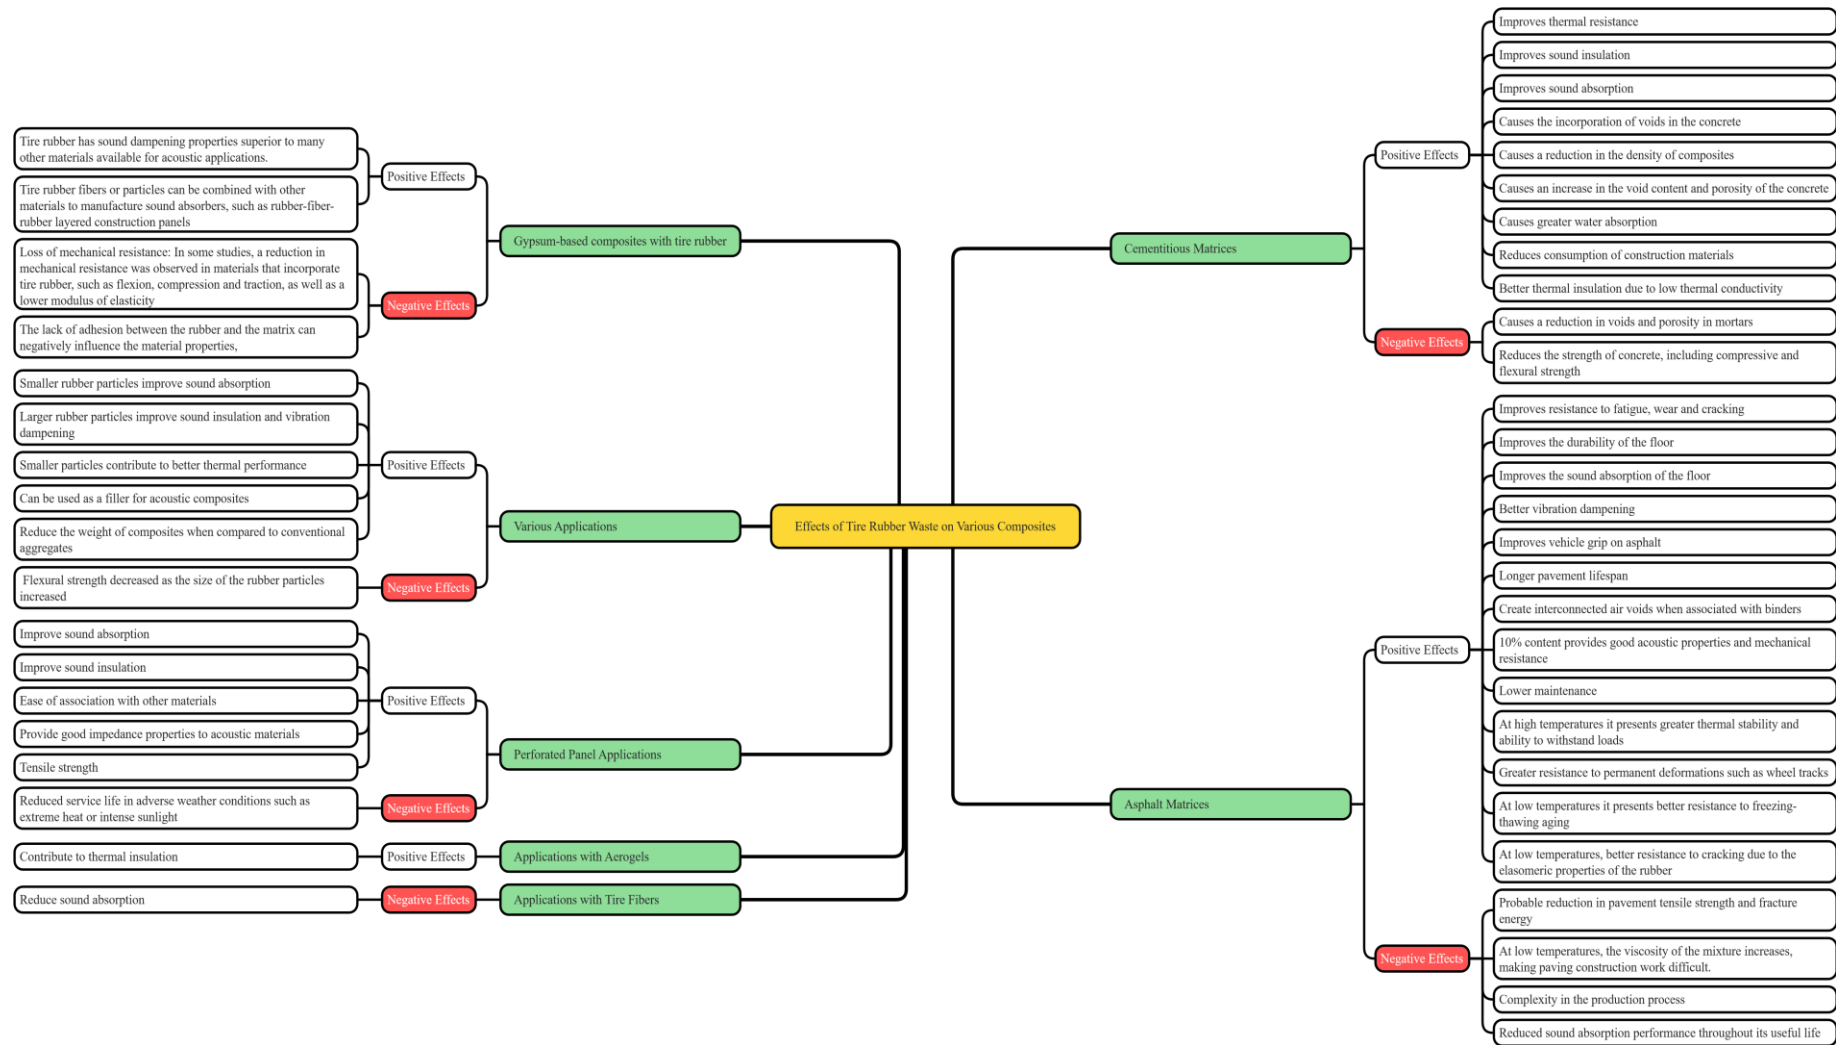 Effects of Tire Rubber Waste on Various Composites
Gypsum-based composites with tire rubber
Positive Effects
Tire rubber has sound dampening properties superior to many
other materials available for acoustic applications.
Tire rubber fibers or particles can be combined with other
materials to manufacture sound absorbers, such as rubber-fiber-
rubber layered construction panels
Negative Effects
Loss of mechanical resistance: In some studies, a reduction in
mechanical resistance was observed in materials that incorporate
tire rubber, such as flexion, compression and traction, as well as a
lower modulus of elasticity
The lack of adhesion between the rubber and the matrix can
negatively influence the material properties,
Various Applications
Positive Effects
Smaller rubber particles improve sound absorption
Larger rubber particles improve sound insulation and vibration
dampening
Smaller particles contribute to better thermal performance
Can be used as a filler for acoustic composites
Reduce the weight of composites when compared to conventional
aggregates
Negative Effects
Flexural strength decreased as the size of the rubber particles
increased
Perforated Panel Applications
Positive Effects
Improve sound absorption
Improve sound insulation
Ease of association with other materials
Provide good impedance properties to acoustic materials
Tensile strength
Negative Effects
Reduced service life in adverse weather conditions such as
extreme heat or intense sunlight
Applications with Aerogels
Positive Effects
Contribute to thermal insulation
Applications with Tire Fibers
Negative Effects
Reduce sound absorption
Cementitious Matrices
Positive Effects
Improves thermal resistance
Improves sound insulation
Improves sound absorption
Causes the incorporation of voids in the concrete
Causes a reduction in the density of composites
Causes an increase in the void content and porosity of the concrete
Causes greater water absorption
Reduces consumption of construction materials
Better thermal insulation due to low thermal conductivity
Negative Effects
Causes a reduction in voids and porosity in mortars
Reduces the strength of concrete, including compressive and
flexural strength
Asphalt Matrices
Positive Effects
Improves resistance to fatigue, wear and cracking
Improves the durability of the floor
Improves the sound absorption of the floor
Better vibration dampening
Improves vehicle grip on asphalt
Longer pavement lifespan
Create interconnected air voids when associated with binders
10% content provides good acoustic properties and mechanical
resistance
Lower maintenance
At high temperatures it presents greater thermal stability and
ability to withstand loads
Greater resistance to permanent deformations such as wheel tracks
At low temperatures it presents better resistance to freezing-
thawing aging
At low temperatures, better resistance to cracking due to the
elasomeric properties of the rubber
Negative Effects
Probable reduction in pavement tensile strength and fracture
energy
At low temperatures, the viscosity of the mixture increases,
making paving construction work difficult.
Complexity in the production process
Reduced sound absorption performance throughout its useful life